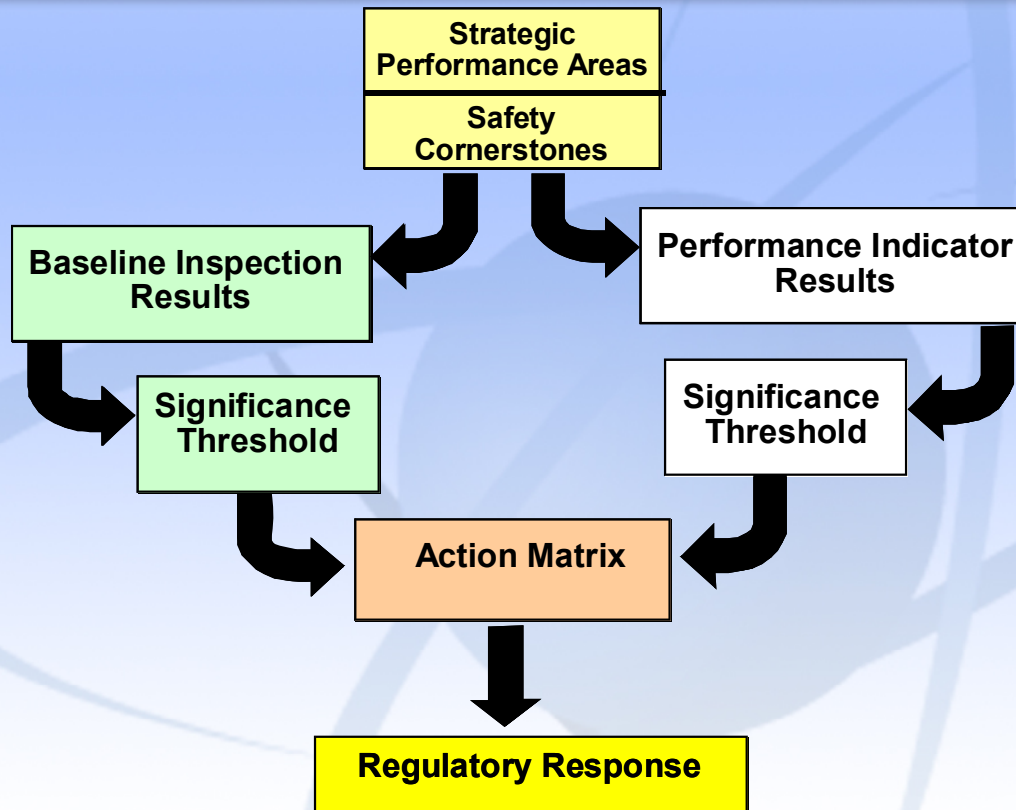 Strategic
Performance Areas
Safety
Cornerstones
Baseline Inspection
Results
Performance Indicator
Results
Significance
Threshold
Significance
Threshold
Action Matrix
Regulatory Response